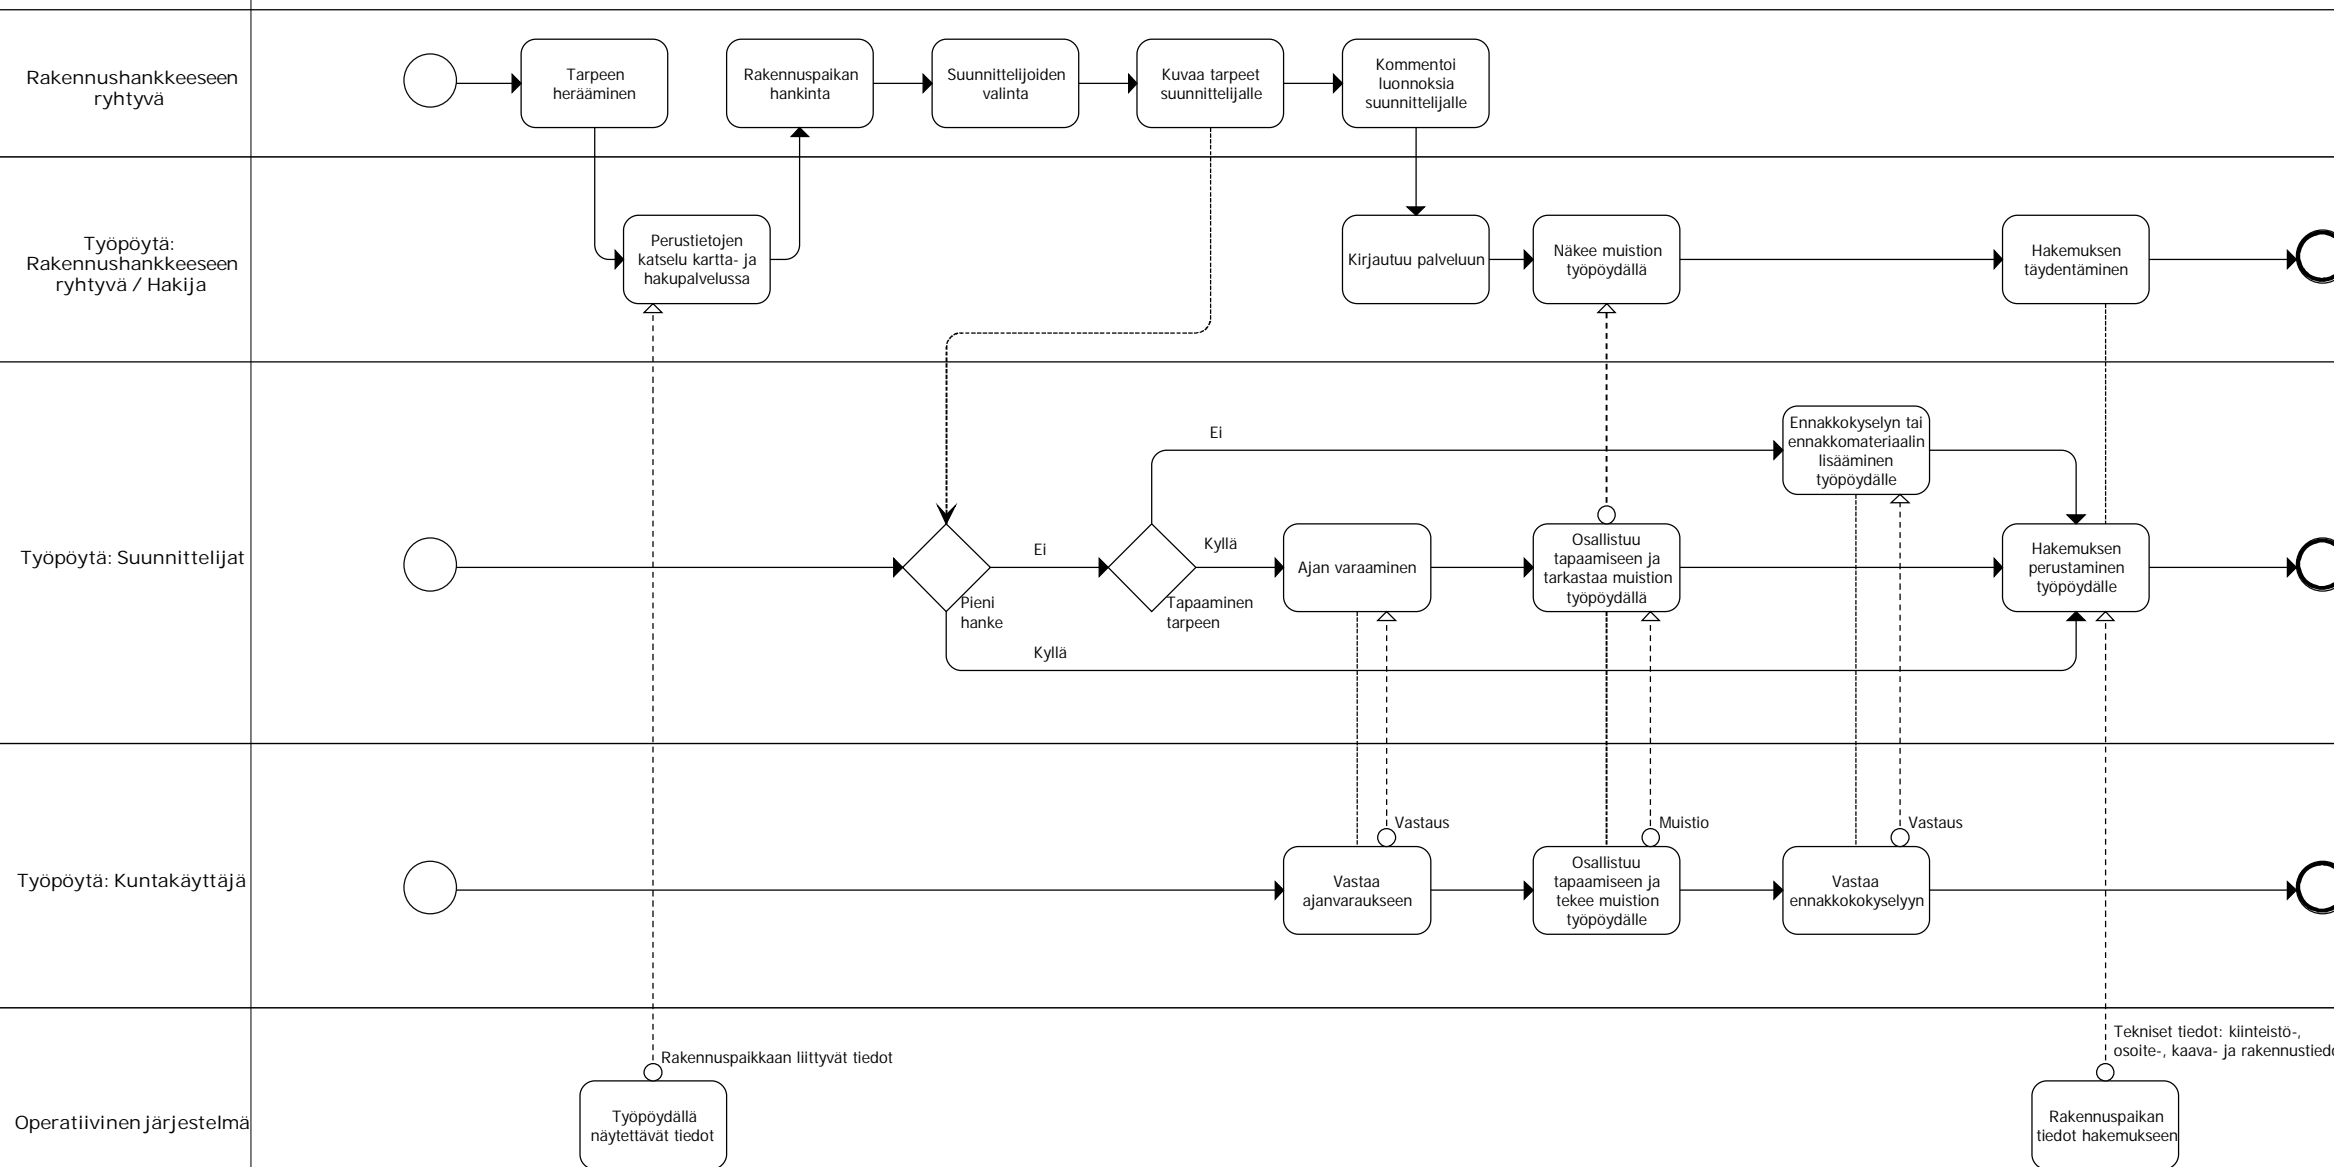 Rakennushankkeeseen
ryhtyvä
Tarpeen
herääminen
Rakennuspaikan
hankinta
Suunnittelijoiden
valinta
Kuvaa tarpeet
suunnittelijalle
Kommentoi
luonnoksia
suunnittelijalle
Työpöytä:
Rakennushankkeeseen
ryhtyvä / Hakija
Perustietojen
katselu kartta- ja
hakupalvelussa
Kirjautuu palveluun
Näkee muistion
työpöydällä
Hakemuksen
täydentäminen
Työpöytä: Suunnittelijat
Pieni
hanke
Ei
Kyllä
Tapaaminen
tarpeen
Ei
Kyllä
Ajan varaaminen
Osallistuu
tapaamiseen ja
tarkastaa muistion
työpöydällä
Ennakkokyselyn tai
ennakkomateriaalin
lisääminen
työpöydälle
Hakemuksen
perustaminen
työpöydälle
Työpöytä: Kuntakäyttäjä
Vastaus
Vastaa
ajanvaraukseen
Muistio
Osallistuu
tapaamiseen ja
tekee muistion
työpöydälle
Vastaus
Vastaa
ennakkokokyselyyn
Operatiivinen järjestelmä
Rakennuspaikkaan liittyvät tiedot
Työpöydällä
näytettävät tiedot
Tekniset tiedot: kiinteistö-,
osoite-, kaava- ja
Rakennuspaikan
tiedot hakemukseen